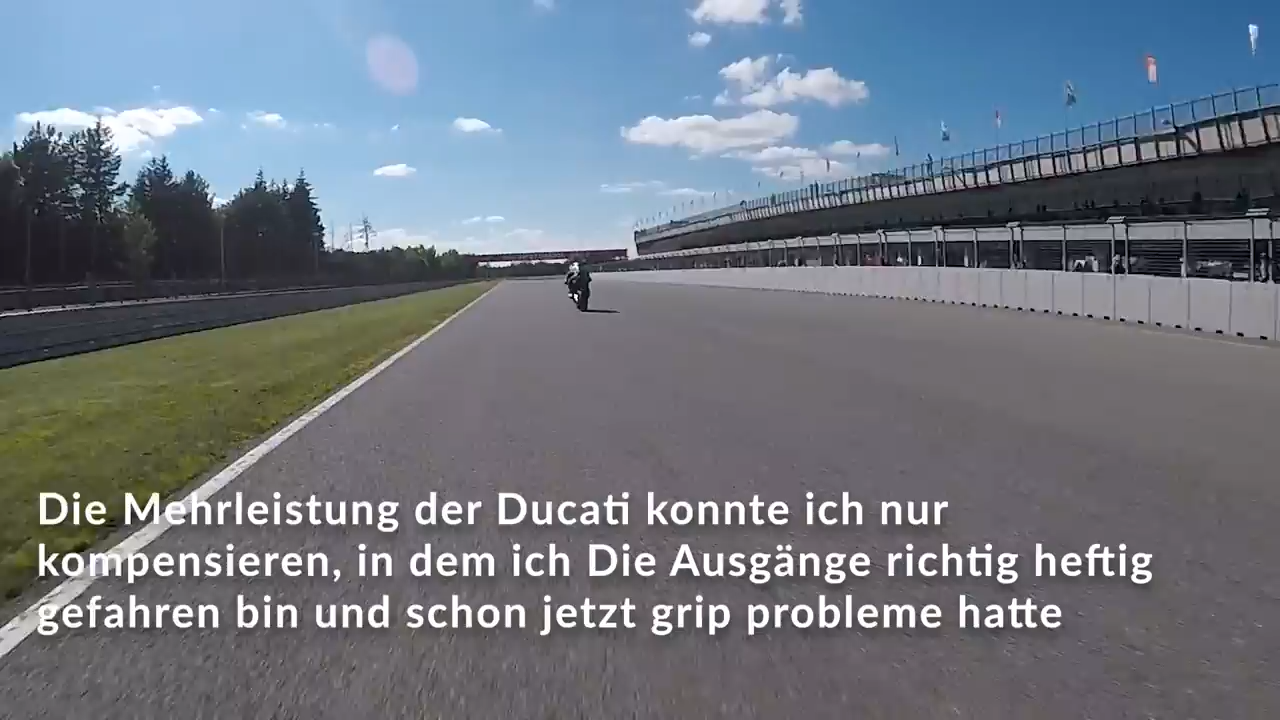 Die Mehrleistung der Ducati konnte ich nur
kompensieren, in dem ich Die Ausgänge richtig heftig
gefahren bin und schon jetzt grip probleme hatte